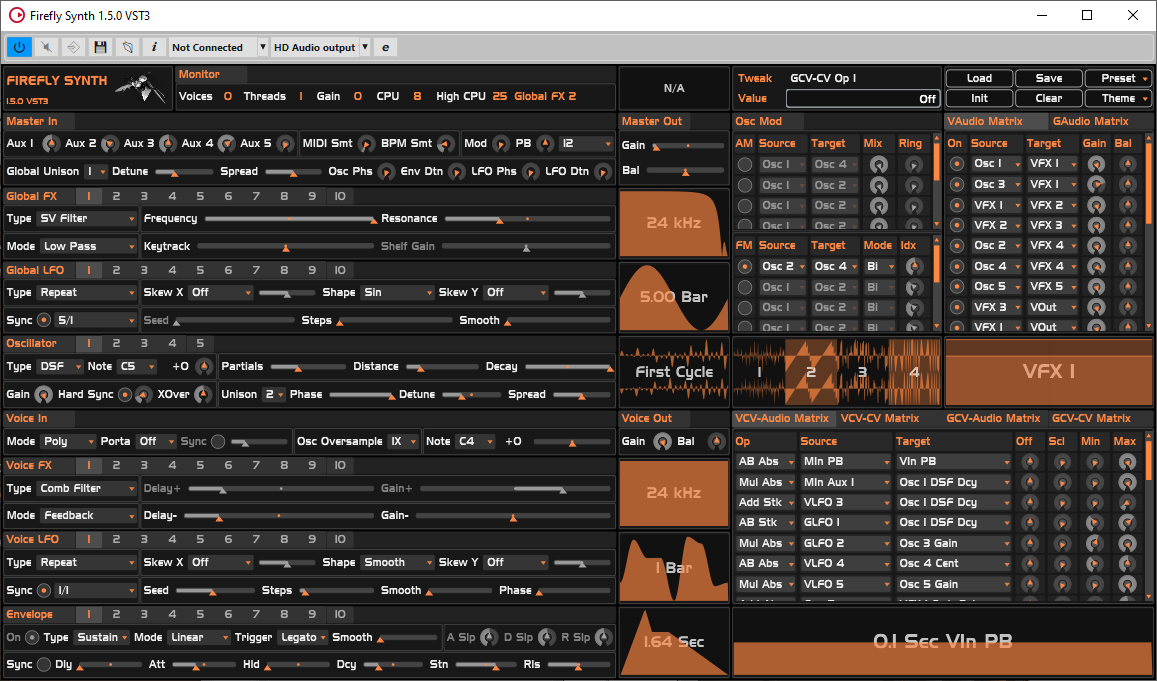 Firefly Synth 1.5.0 VST3
Not Connected HD Audio output e
FIREFLY SYNTH
1.5.0 VST3
Monitor
Voices 0 Threads 1 Gain 0 CPU 8 High CPU 25 Global FX 2
N/A
Tweak GCV-CV Op 1
Value Off
Load Save Preset
Init Clear Theme
Master In
Aux 1 Aux 2 Aux 3 Aux 4 Aux 5 MIDI Smt BPM Smt Mod PB 12
Global Unison 1 Detune Spread Osc Phs Env Dtn LFO Phs LFO Dtn
Master Out
Gain
Bal
Osc Mod
AM Source Target Mix Ring
Osc 1 Osc 4
Osc 1 Osc 2
Osc 1 Osc 2
Osc 1 Osc 2
FM Source Target Mode Idx
Osc 2 Osc 4 Bi
Osc 1 Osc 2 Bi
Osc 1 Osc 2 Bi
Osc 1 Osc 2 Bi
VAudio Matrix GAudio Matrix
On Source Target Gain Bal
Osc 1 VFX 1
Osc 3 VFX 1
VFX 1 VFX 2
VFX 2 VFX 3
Osc 2 VFX 4
Osc 4 VFX 4
Osc 5 VFX 5
VFX 3 VOut
VFX 1 VOut
Global FX 1 2 3 4 5 6 7 8 9 10
Type SV Filter Frequency Resonance
Mode Low Pass Keytrack Shelf Gain
24 kHz
Global LFO 1 2 3 4 5 6 7 8 9 10
Type Repeat Skew X Off Shape Sin Skew Y Off
Sync 5/1 Seed Steps Smooth
5.00 Bar
Oscillator 1 2 3 4 5
Type DSF Note C5 +0 Partials Distance Decay
Gain Hard Sync XOver Unison 2 Phase Detune Spread
First Cycle
1 2 3 4
VFX 1
Voice In
Mode Poly Porta Off Sync Osc Oversample 1X Note C4 +0
Voice Out
Gain Bal
Voice FX 1 2 3 4 5 6 7 8 9 10
Type Comb Filter Delay+ Gain+
Mode Feedback Delay- Gain-
24 kHz
Voice LFO 1 2 3 4 5 6 7 8 9 10
Type Repeat Skew X Off Shape Smooth Skew Y Off
Sync 1/1 Seed Steps Smooth Phase
1 Bar
Envelope 1 2 3 4 5 6 7 8 9 10
On Type Sustain Mode Linear Trigger Legato Smooth A Slp D Slp R Slp
Sync Dly Att Hld Dcy Stn Rls
1.64 Sec
VCV-Audio Matrix VCV-CV Matrix GCV-Audio Matrix GCV-CV Matrix
Op Source Target Off Scl Min Max
AB Abs MIn PB VIn PB
Mul Abs MIn Aux 1 Osc 1 DSF Dcy
Add Stk VLFO 3 Osc 1 DSF Dcy
AB Stk GLFO 1 Osc 1 DSF Dcy
Mul Abs GLFO 2 Osc 3 Gain
AB Abs VLFO 4 Osc 4 Cent
Mul Abs VLFO 5 Osc 5 Gain
0.1 Sec VIn PB